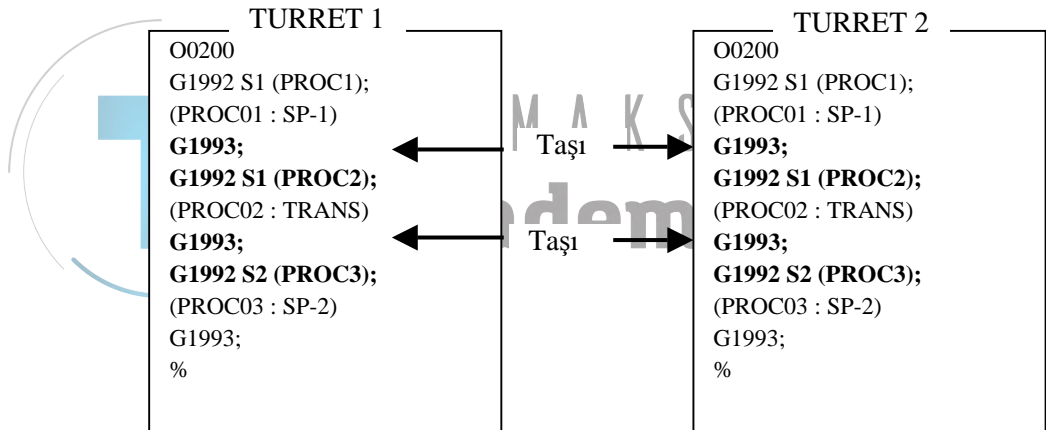 TURRET 1
O0200
G1992 S1 (PROC1);
(PROC01 : SP-1)
G1993;
G1992 S1 (PROC2);
(PROC02 : TRANS)
G1993;
G1992 S2 (PROC3);
(PROC03 : SP-2)
G1993;
%
Taşı
Taşı
TURRET 2
O0200
G1992 S1 (PROC1);
(PROC01 : SP-1)
G1993;
G1992 S1 (PROC2);
(PROC02 : TRANS)
G1993;
G1992 S2 (PROC3);
(PROC03 : SP-2)
G1993;
%